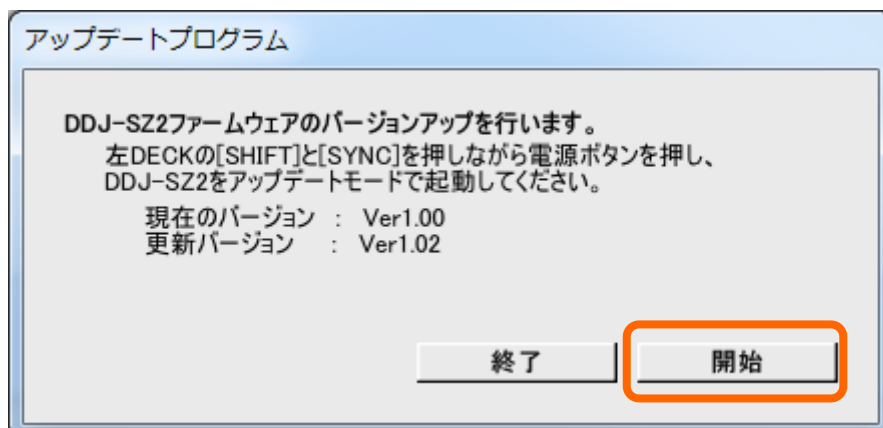 アップデートプログラム
DDJ-SZ2ファームウェアのバージョンアップを行います。
左DECKの[SHIFT]と[SYNC]を押しながら電源ボタンを押し、
DDJ-SZ2をアップデートモードで起動してください。
現在のバージョン : Ver1.00
更新バージョン : Ver1.02
終了 開始